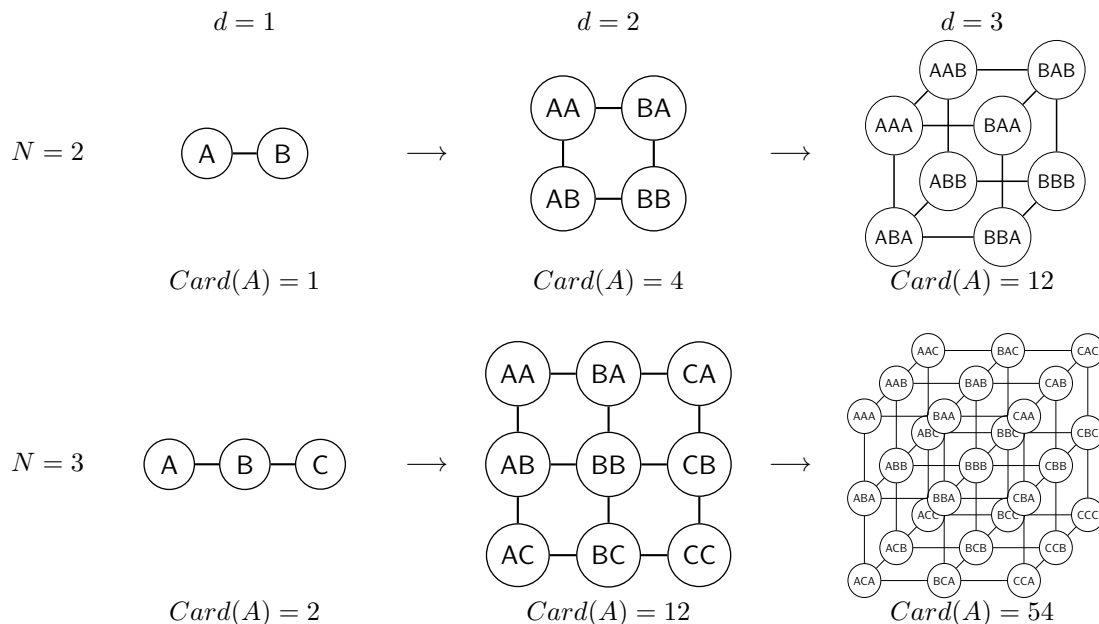 d = 1 d = 2 d = 3
AAB BAB
AA BA
AAA BAA
N = 2 A B ⟶ ⟶
ABB BBB
AB BB
ABA BBA
Card(A) = 1 Card(A) = 4 Card(A) = 12
AAC BAC CAC
AA BA CA
AAB BAB CAB
AAA BAA CAA
ABC BBC CBC
N = 3 A B C ⟶ AB BB CB ⟶ ABB BBB CBB
ABA BBA CBA
ACC BCC CCC
ACB BCB CCB
AC BC CC
ACA BCA CCA
Card(A) = 2 Card(A) = 12 Card(A) = 54